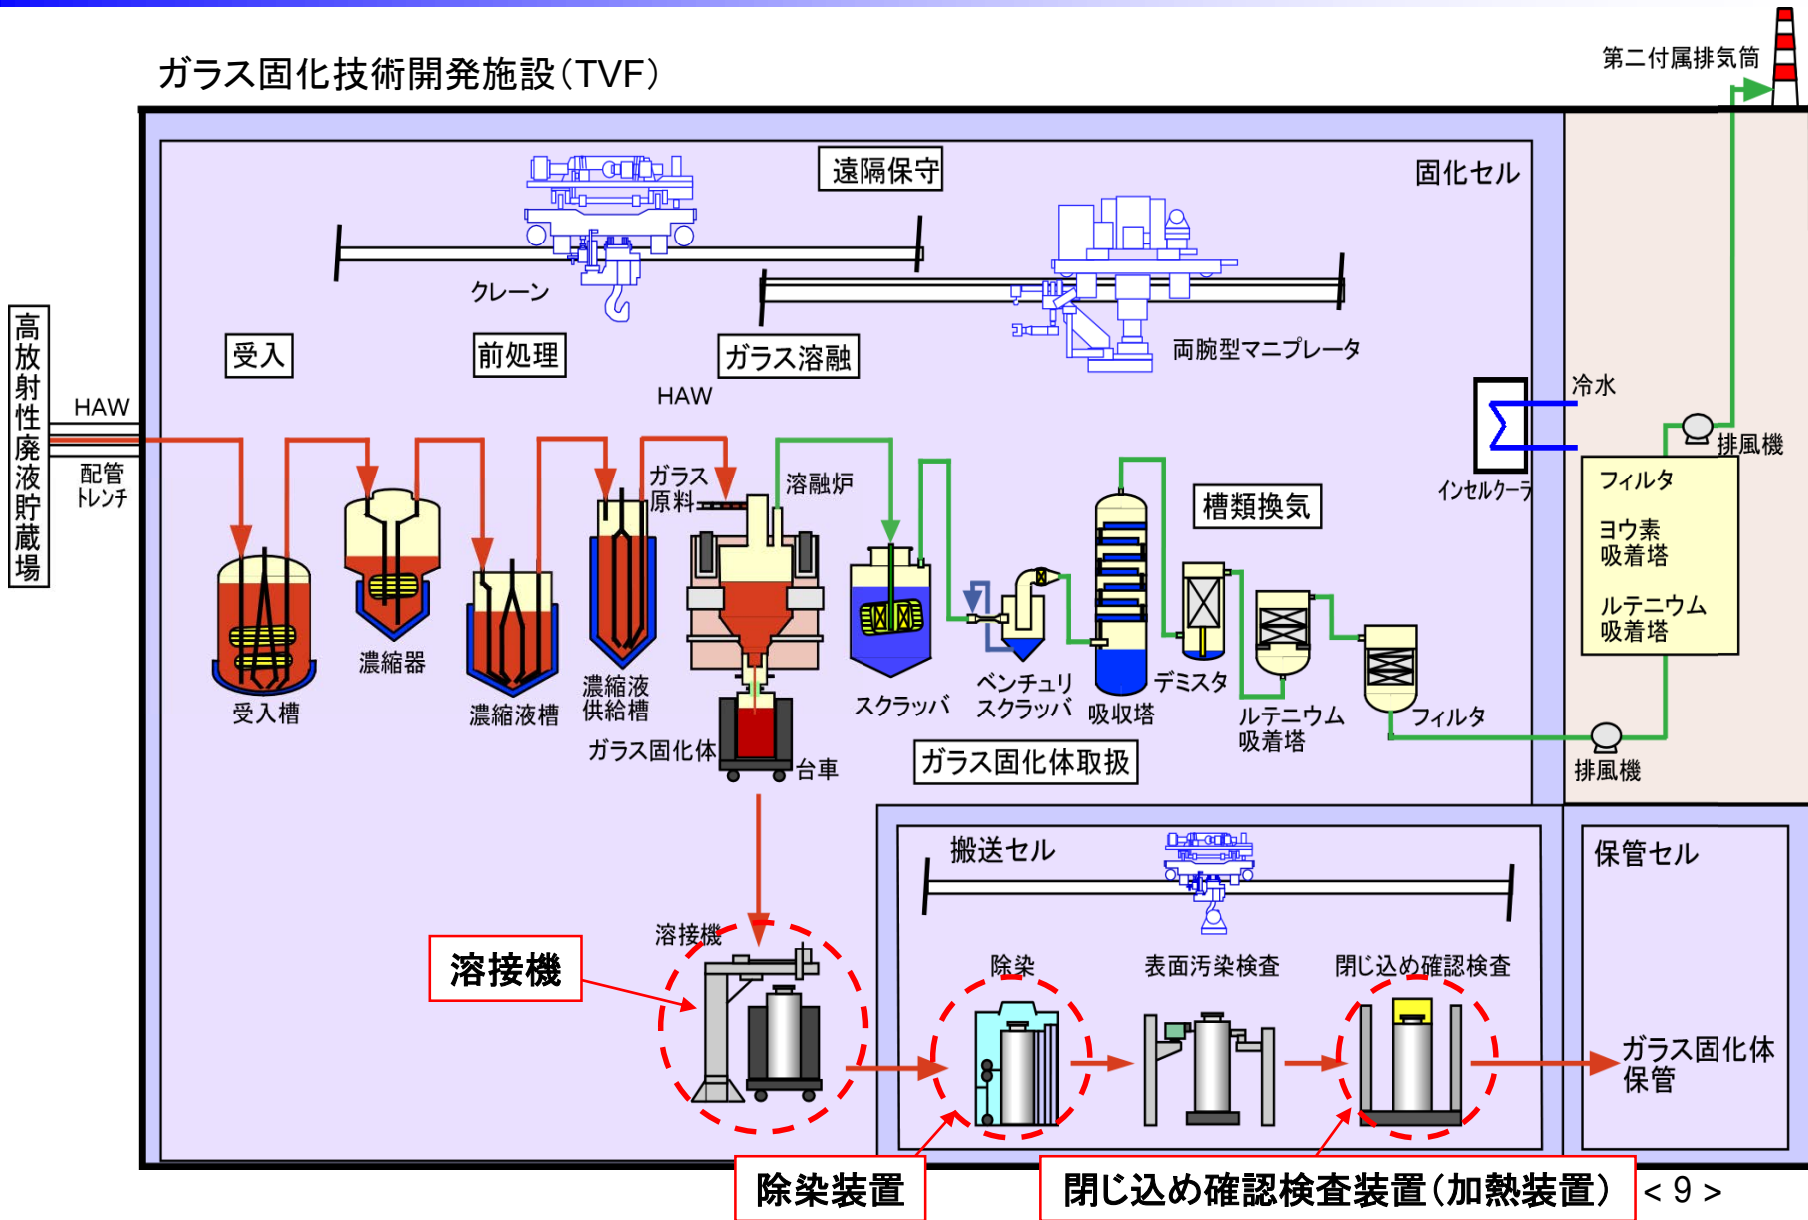 ガラス固化技術開発施設(TVF)
第二付属排気筒
遠隔保守
固化セル
クレーン
両腕型マニプレータ
受入
前処理
ガラス溶融
高放射性廃液貯蔵場
HAW
配管
トレンチ
HAW
ガラス
原料
溶融炉
槽類換気
冷水
インセルクーラ
排風機
フィルタ
ヨウ素
吸着塔
ルテニウム
吸着塔
受入槽
濃縮器
濃縮液槽
濃縮液
供給槽
スクラッバ
ベンチュリ
スクラッバ
吸収塔
デミスタ
ルテニウム
吸着塔
フィルタ
排風機
ガラス固化体
台車
ガラス固化体取扱
搬送セル
保管セル
溶接機
溶接機
除染
表面汚染検査
閉じ込め確認検査
ガラス固化体
保管
除染装置
閉じ込め確認検査装置(加熱装置)
< 9 >